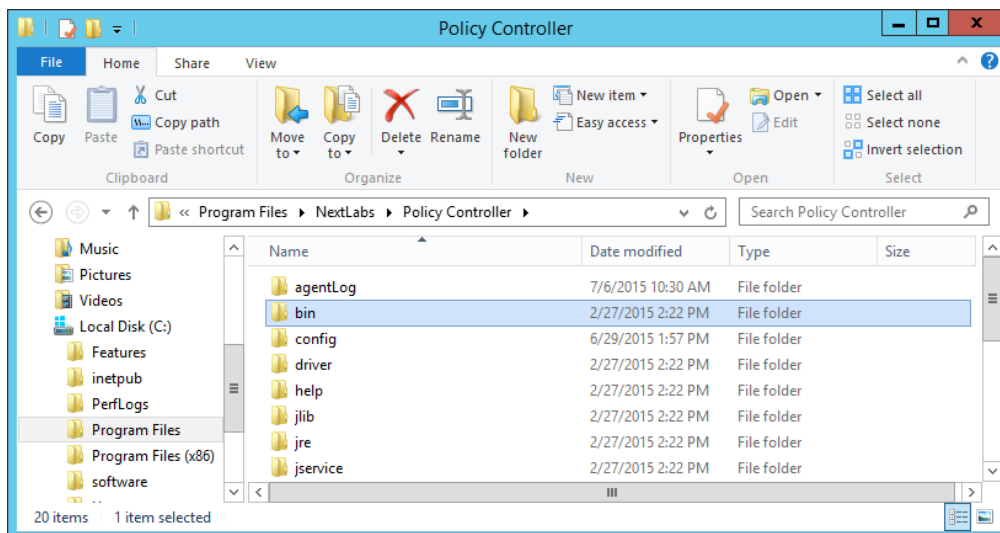 Policy Controller
File Home Share View
Copy
Paste
Cut
Copy path
Paste shortcut
Clipboard
Move to
Copy to
Delete
Rename
Organize
New folder
New item
Easy access
New
Properties
Open
Edit
Open
Select all
Select none
Invert selection
Select
« Program Files NextLabs Policy Controller
Search Policy Controller
Music
Pictures
Videos
Local Disk (C:)
Features
inetpub
PerfLogs
Program Files
Program Files (x86)
software
Name Date modified Type Size
agentLog 7/6/2015 10:30 AM File folder
bin 2/27/2015 2:22 PM File folder
config 6/29/2015 1:57 PM File folder
driver 2/27/2015 2:22 PM File folder
help 2/27/2015 2:22 PM File folder
jlib 2/27/2015 2:22 PM File folder
jre 2/27/2015 2:22 PM File folder
jservice 2/27/2015 2:22 PM File folder
20 items 1 item selected